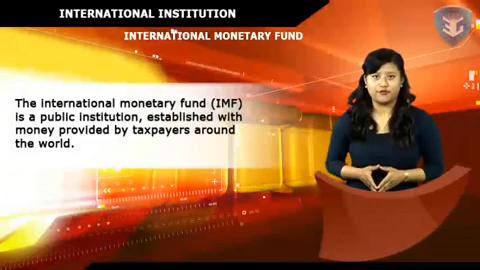 INTERNATIONAL INSTITUTION
INTERNATIONAL MONETARY FUND
The international monetary fund (IMF)
is a public institution, established with
money provided by taxpayers around
the world.